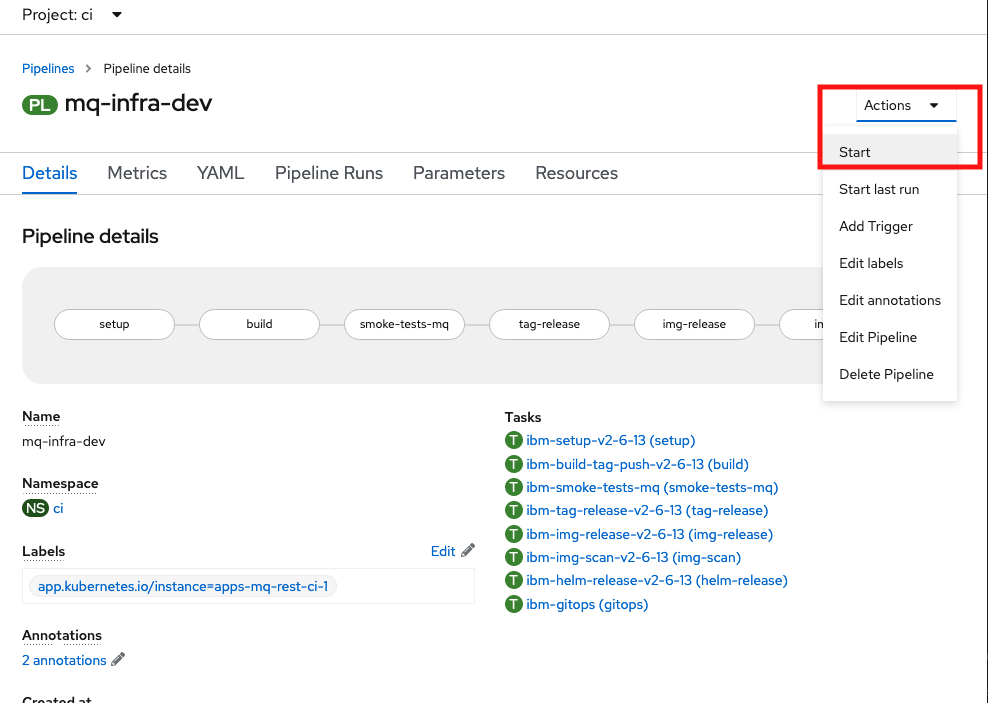 Project: ci
Pipelines > Pipeline details
PL mq-infra-dev
Actions
Start
Start last run
Add Trigger
Edit labels
Edit annotations
Edit Pipeline
Delete Pipeline
Details Metrics YAML Pipeline Runs Parameters Resources
Pipeline details
setup build smoke-tests-mq tag-release img-release
Name
mq-infra-dev
Namespace
NS ci
Labels Edit
app.kubernetes.io/instance=apps-mq-rest-ci-1
Annotations
2 annotations
Created at
Tasks
T ibm-setup-v2-6-13 (setup)
T ibm-build-tag-push-v2-6-13 (build)
T ibm-smoke-tests-mq (smoke-tests-mq)
T ibm-tag-release-v2-6-13 (tag-release)
T ibm-img-release-v2-6-13 (img-release)
T ibm-img-scan-v2-6-13 (img-scan)
T ibm-helm-release-v2-6-13 (helm-release)
T ibm-gitops (gitops)